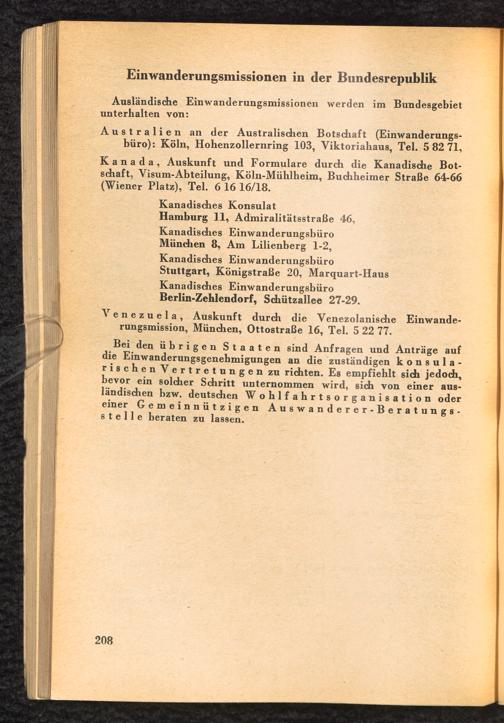 Einwanderungsmissionen in der Bundesrepublik
Ausländische Einwanderungsmissionen werden im Bundesgebiet
unterhalten von:
Australien an der Australischen Botschaft (Einwanderungs-
büro): Köln, Hohenzollernring 103, Viktoriahaus, Tel. 5 82 71,
Kanada, Auskunft und Formulare durch die Kanadische Bot-
schaft, Visum-Abteilung, Köln-Mühlheim, Buchheimer Straße 64-66
(Wiener Platz), Tel. 6 16 16/18.
Kanadisches Konsulat
Hamburg 11, Admiralitätsstraße 46,
Kanadisches Einwanderungsbüro
München 8, Am Lilienberg 1-2,
Kanadisches Einwanderungsbüro
Stuttgart, Königstraße 20, Marquart-Haus
Kanadisches Einwanderungsbüro
Berlin-Zehlendorf, Schützallee 27-29.
Venezuela, Auskunft durch die Venezolanische Einwande-
rungsmission, München, Ottostraße 16, Tel. 5 22 77.
Bei den übrigen Staaten sind Anfragen und Anträge auf
die Einwanderungsgenehmigungen an die zuständigen konsula-
rischen Vertretungen zu richten. Es empfiehlt sich jedoch,
bevor ein solcher Schritt unternommen wird, sich von einer aus-
ländischen bzw. deutschen Wohlfahrtsorganisation oder
einer Gemeinnützigen Auswanderer-Beratungs-
stelle beraten zu lassen.
208